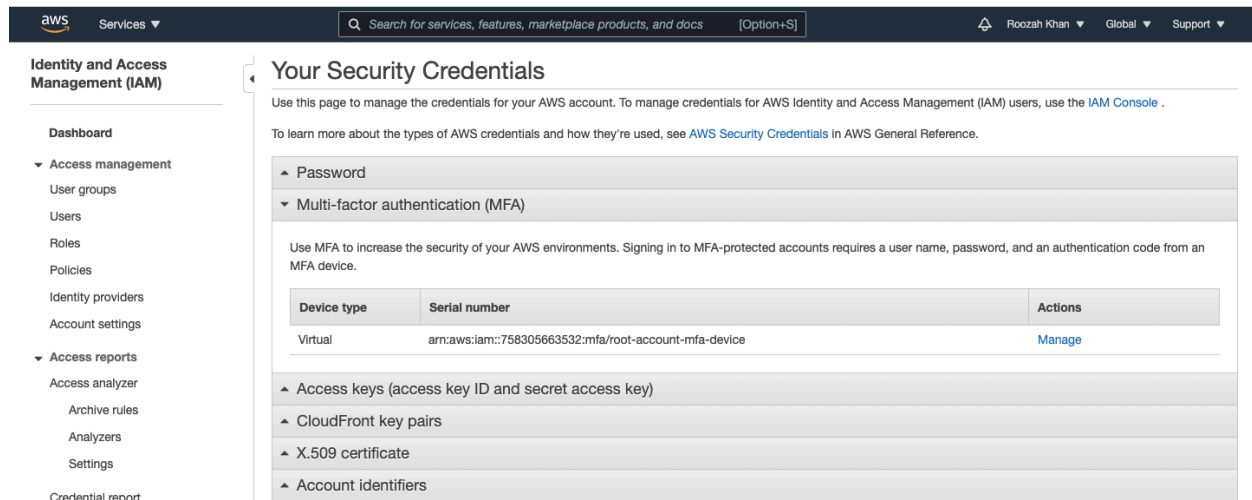 aws Services ▼ Search for services, features, marketplace products, and docs [Option+S] Roozah Khan ▼ Global ▼ Support ▼
Identity and Access
Management (IAM)
Dashboard
Access management
User groups
Users
Roles
Policies
Identity providers
Account settings
Access reports
Access analyzer
Archive rules
Analyzers
Settings
Credential report
Your Security Credentials
Use this page to manage the credentials for your AWS account. To manage credentials for AWS Identity and Access Management (IAM) users, use the IAM Console .
To learn more about the types of AWS credentials and how they're used, see AWS Security Credentials in AWS General Reference.
Password
Multi-factor authentication (MFA)
Use MFA to increase the security of your AWS environments. Signing in to MFA-protected accounts requires a user name, password, and an authentication code from an
MFA device.
Device type Serial number Actions
Virtual arn:aws:iam::758305663532:mfa/root-account-mfa-device Manage
Access keys (access key ID and secret access key)
CloudFront key pairs
X.509 certificate
Account identifiers